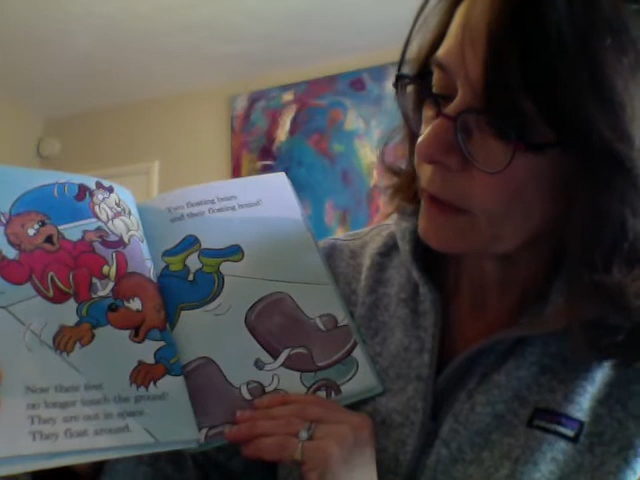 Now their feet
no longer touch the ground!
They are out in space.
They float around.
Two floating bears
and their floating hound!